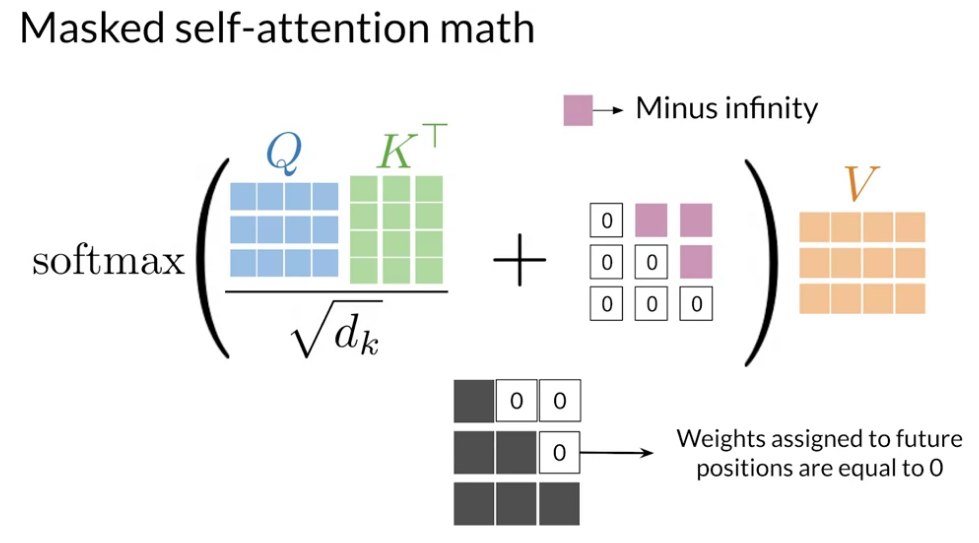 Masked self-attention math
Minus infinity
Q K⊤
V
softmax ( + )
√dk
0
0 0
0 0 0
0 0
0
Weights assigned to future
positions are equal to 0